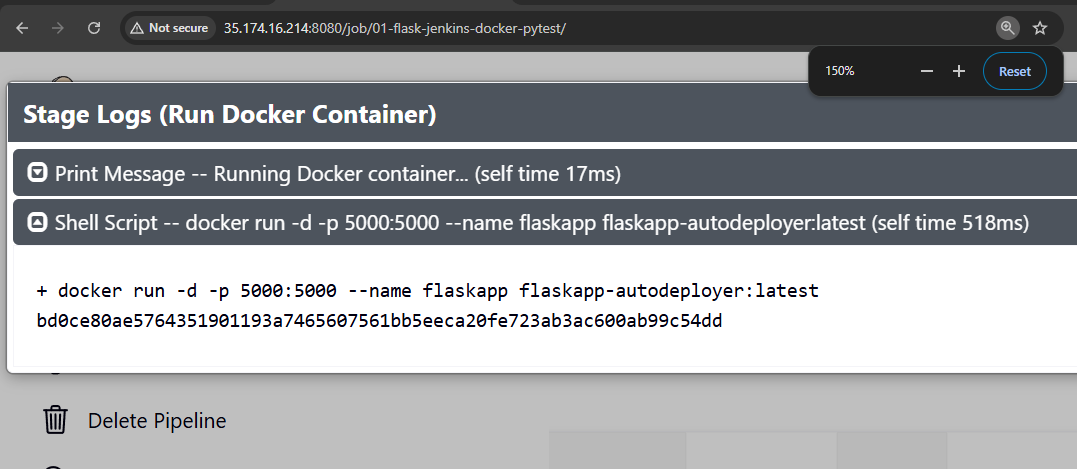 Not secure 35.174.16.214:8080/job/01-flask-jenkins-docker-pytest/
150% Reset
Stage Logs (Run Docker Container)
Print Message -- Running Docker container... (self time 17ms)
Shell Script -- docker run -d -p 5000:5000 --name flaskapp flaskapp-autodeployer:latest (self time 518ms)
+ docker run -d -p 5000:5000 --name flaskapp flaskapp-autodeployer:latest
bd0ce80ae5764351901193a7465607561bb5eeca20fe723ab3ac600ab99c54dd
Delete Pipeline